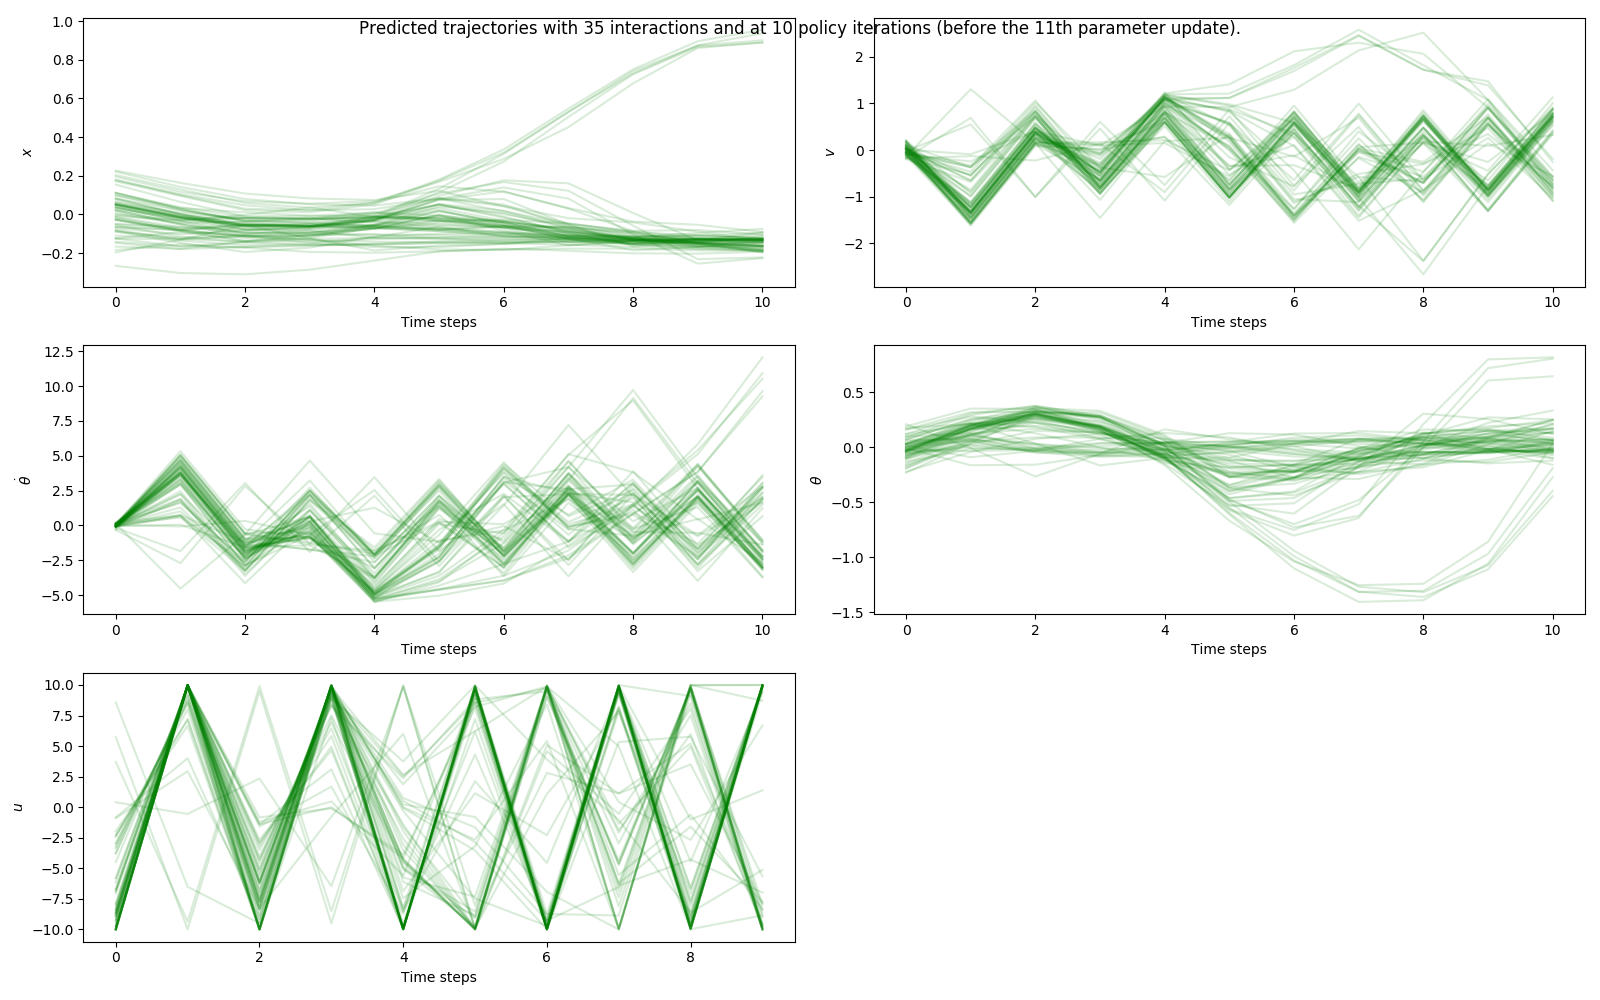 Predicted trajectories with 35 interactions and at 10 policy iterations (before the 11th parameter update).
1.0
0.8
0.6
0.4
0.2
0.0
−0.2
x
0 2 4 6 8 10
Time steps
2
1
0
−1
−2
v
0 2 4 6 8 10
Time steps
12.5
10.0
7.5
5.0
2.5
0.0
−2.5
−5.0
θ̇
0 2 4 6 8 10
Time steps
0.5
0.0
−0.5
−1.0
−1.5
θ
0 2 4 6 8 10
Time steps
10.0
7.5
5.0
2.5
0.0
−2.5
−5.0
−7.5
−10.0
u
0 2 4 6 8
Time steps